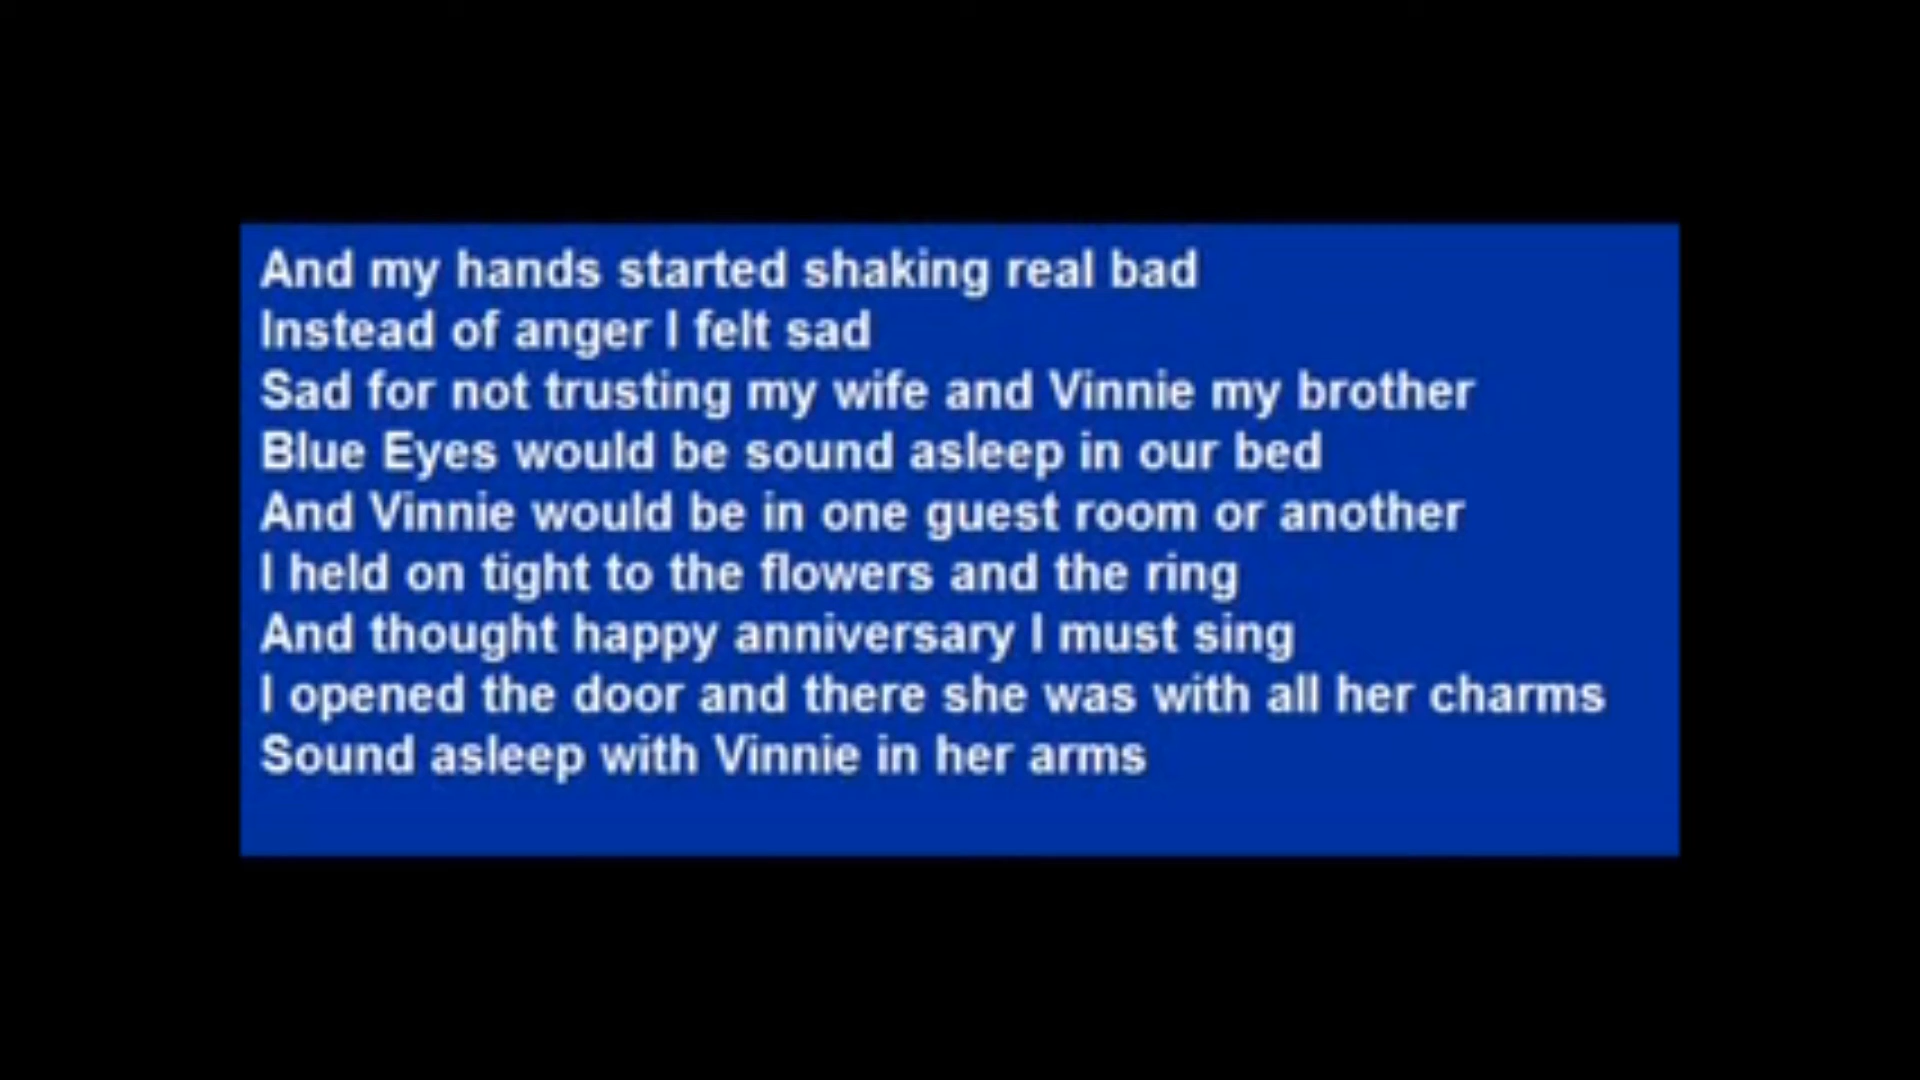 And my hands started shaking real bad
Instead of anger I felt sad
Sad for not trusting my wife and Vinnie my brother
Blue Eyes would be sound asleep in our bed
And Vinnie would be in one guest room or another
I held on tight to the flowers and the ring
And thought happy anniversary I must sing
I opened the door and there she was with all her charms
Sound asleep with Vinnie in her arms